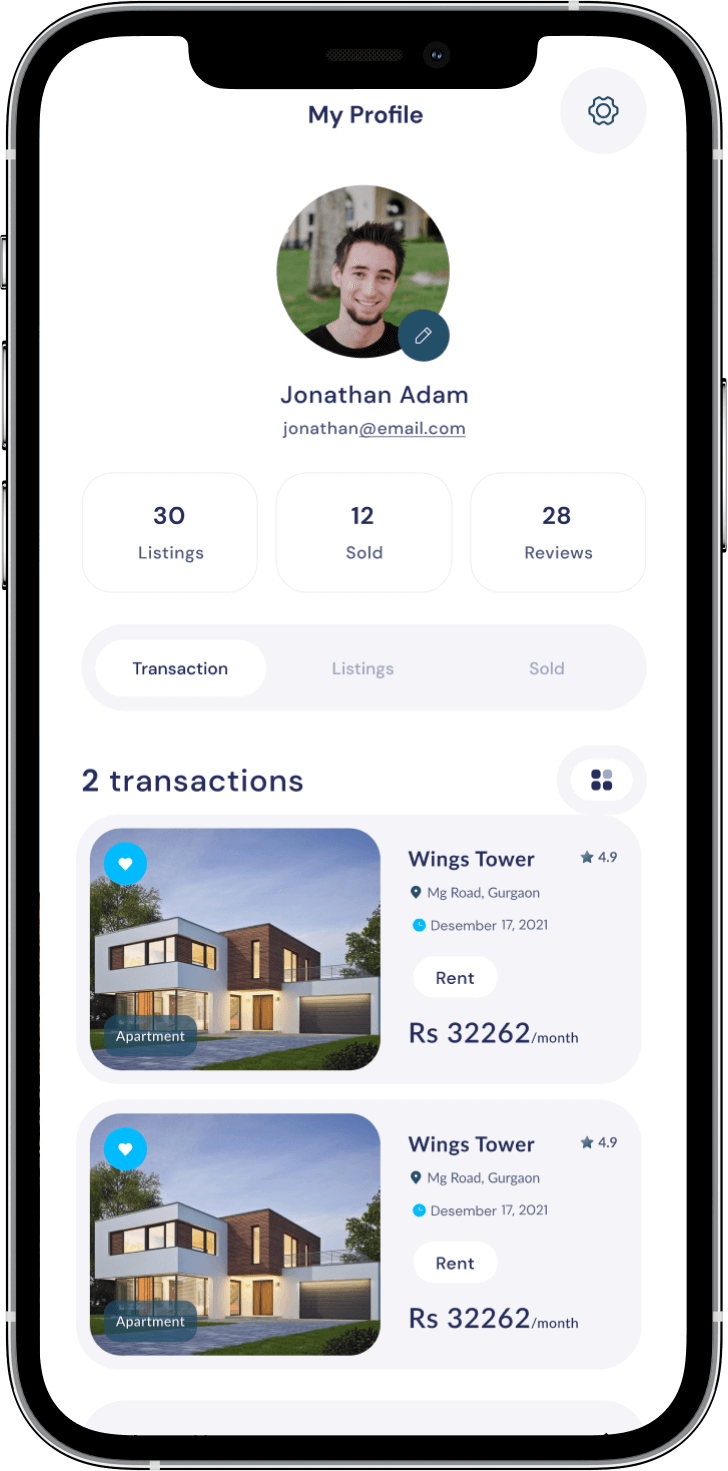 My Profile
Jonathan Adam
jonathan@email.com
30
Listings
12
Sold
28
Reviews
Transaction
Listings
Sold
2 transactions
Wings Tower
4.9
Mg Road, Gurgaon
Desember 17, 2021
Rent
Rs 32262/month
Apartment
Wings Tower
4.9
Mg Road, Gurgaon
Desember 17, 2021
Rent
Rs 32262/month
Apartment